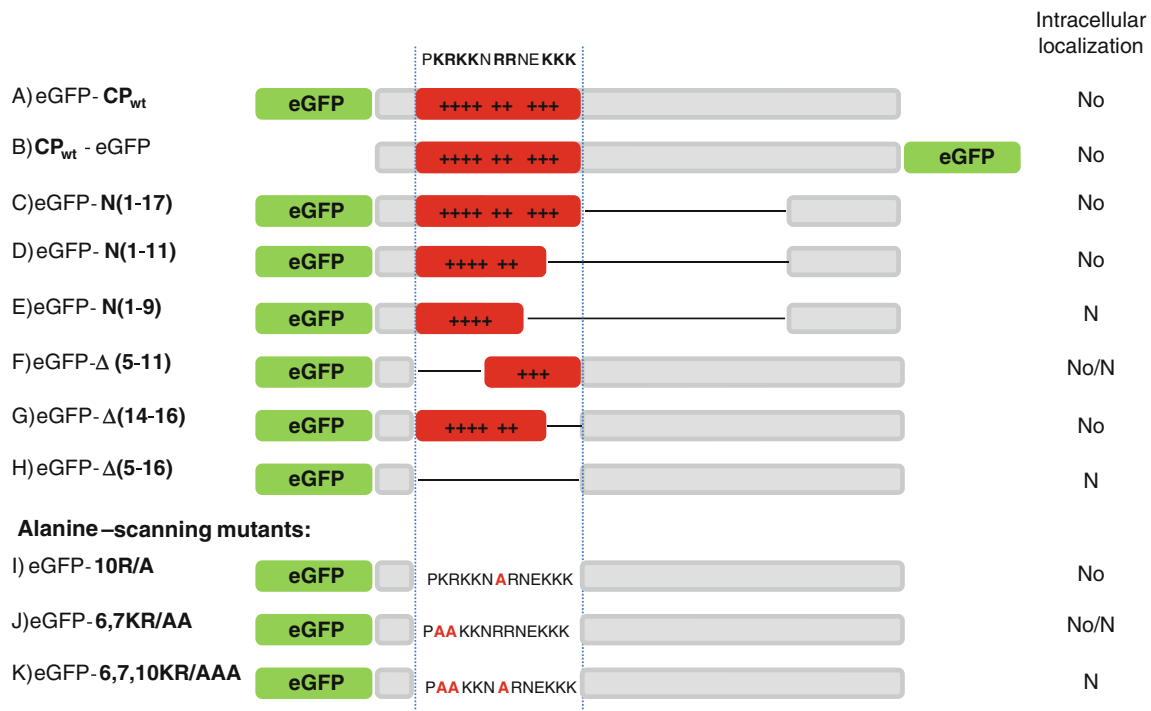 Intracellular
localization
PKRKKNRRNEKKK
A)eGFP-CPwt eGFP ++++ ++ +++ No
B)CPwt - eGFP ++++ ++ +++ eGFP No
C)eGFP-N(1-17) eGFP ++++ ++ +++ No
D)eGFP-N(1-11) eGFP ++++ ++ No
E)eGFP-N(1-9) eGFP ++++ N
F)eGFP-Δ (5-11) eGFP +++ No/N
G)eGFP-Δ(14-16) eGFP ++++ ++ No
H)eGFP-Δ(5-16) eGFP N
Alanine–scanning mutants:
I) eGFP-10R/A eGFP PKRKKNARNEKKK No
J)eGFP-6,7KR/AA eGFP PAAKKNRRNEKKK No/N
K)eGFP-6,7,10KR/AAA eGFP PAAKKNARNEKKK N